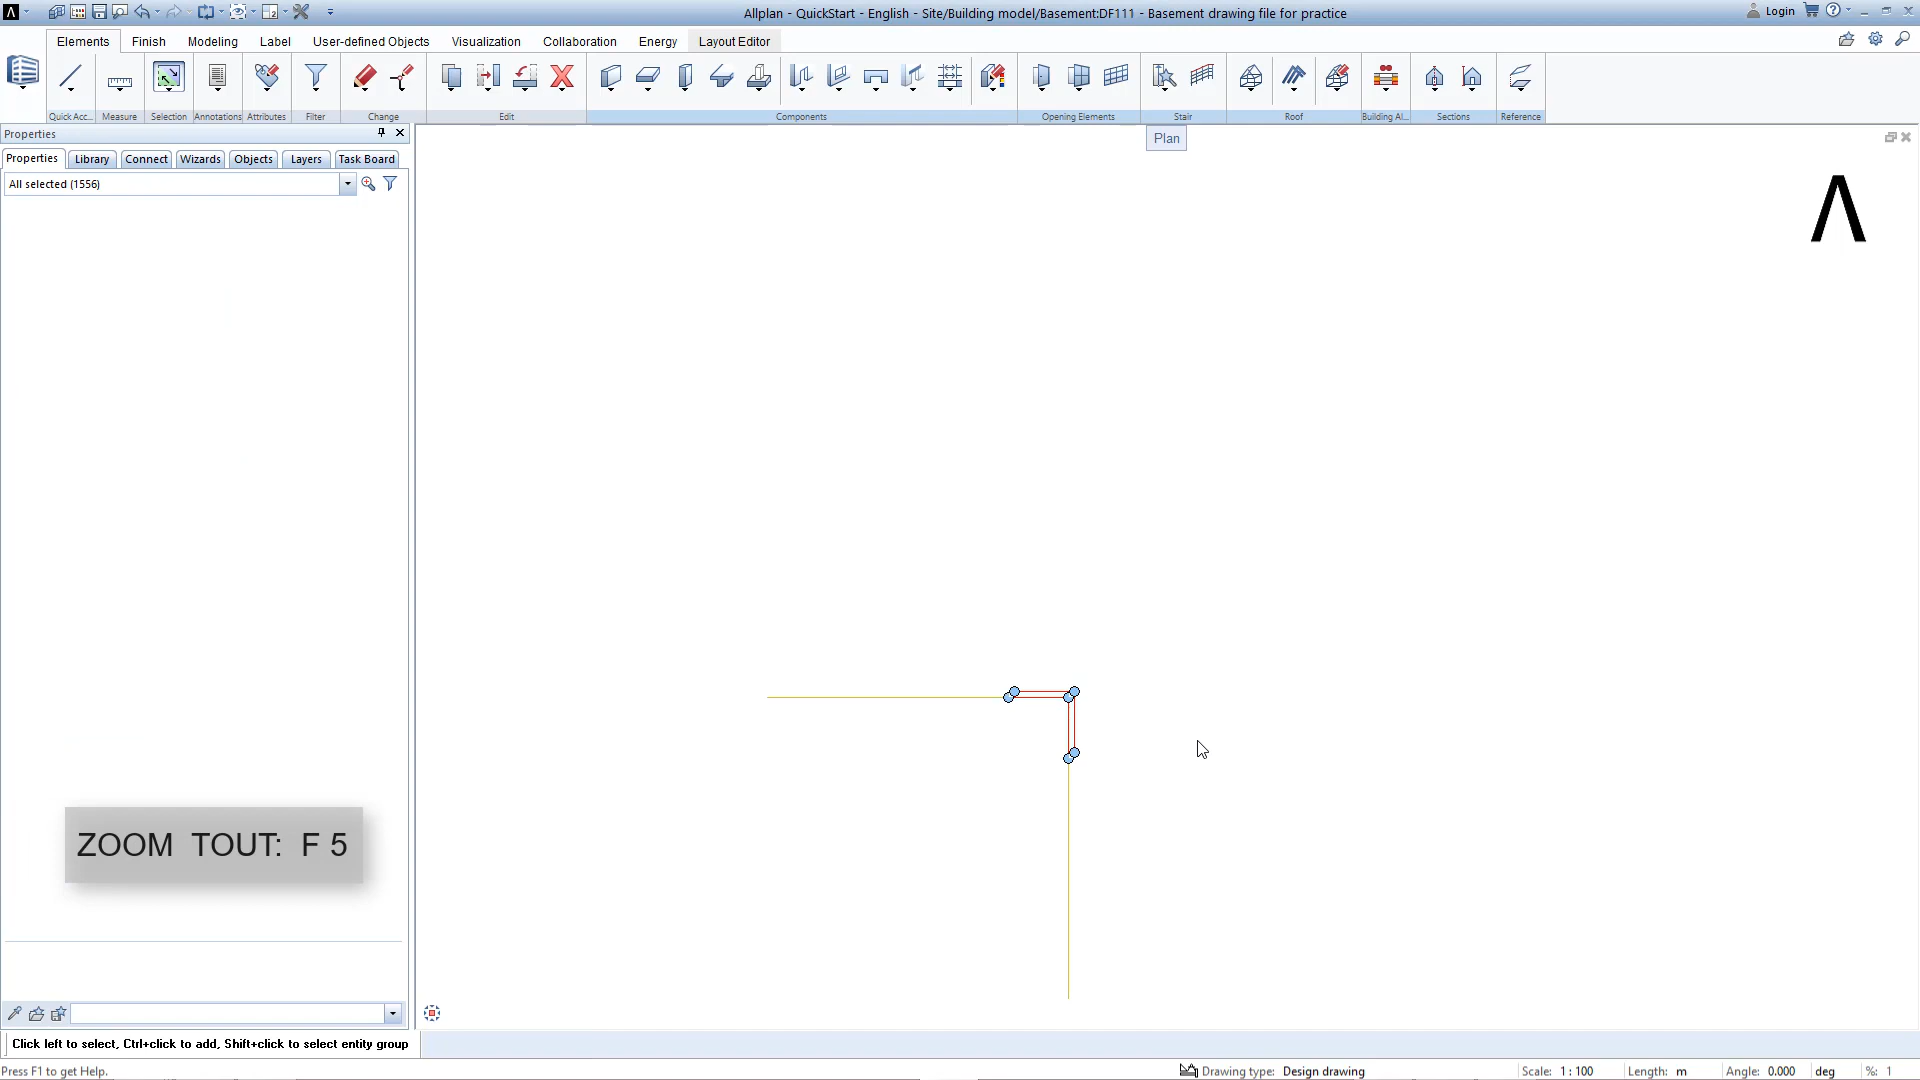 Allplan - QuickStart - English - Site/Building model/Basement:DF111 - Basement drawing file for practice
Login
Elements
Finish
Modeling
Label
User-defined Objects
Visualization
Collaboration
Energy
Layout Editor
Quick Acc...
Measure
Selection
Annotations
Attributes
Filter
Change
Edit
Components
Opening Elements
Stair
Roof
Building Al...
Sections
Reference
Properties
Properties
Library
Connect
Wizards
Objects
Layers
Task Board
All selected (1556)
Plan
ZOOM TOUT: F 5
Click left to select, Ctrl+click to add, Shift+click to select entity group
Press F1 to get Help.
Drawing type: Design drawing
Scale: 1 : 100
Length: m
Angle: 0.000
deg
%: 1